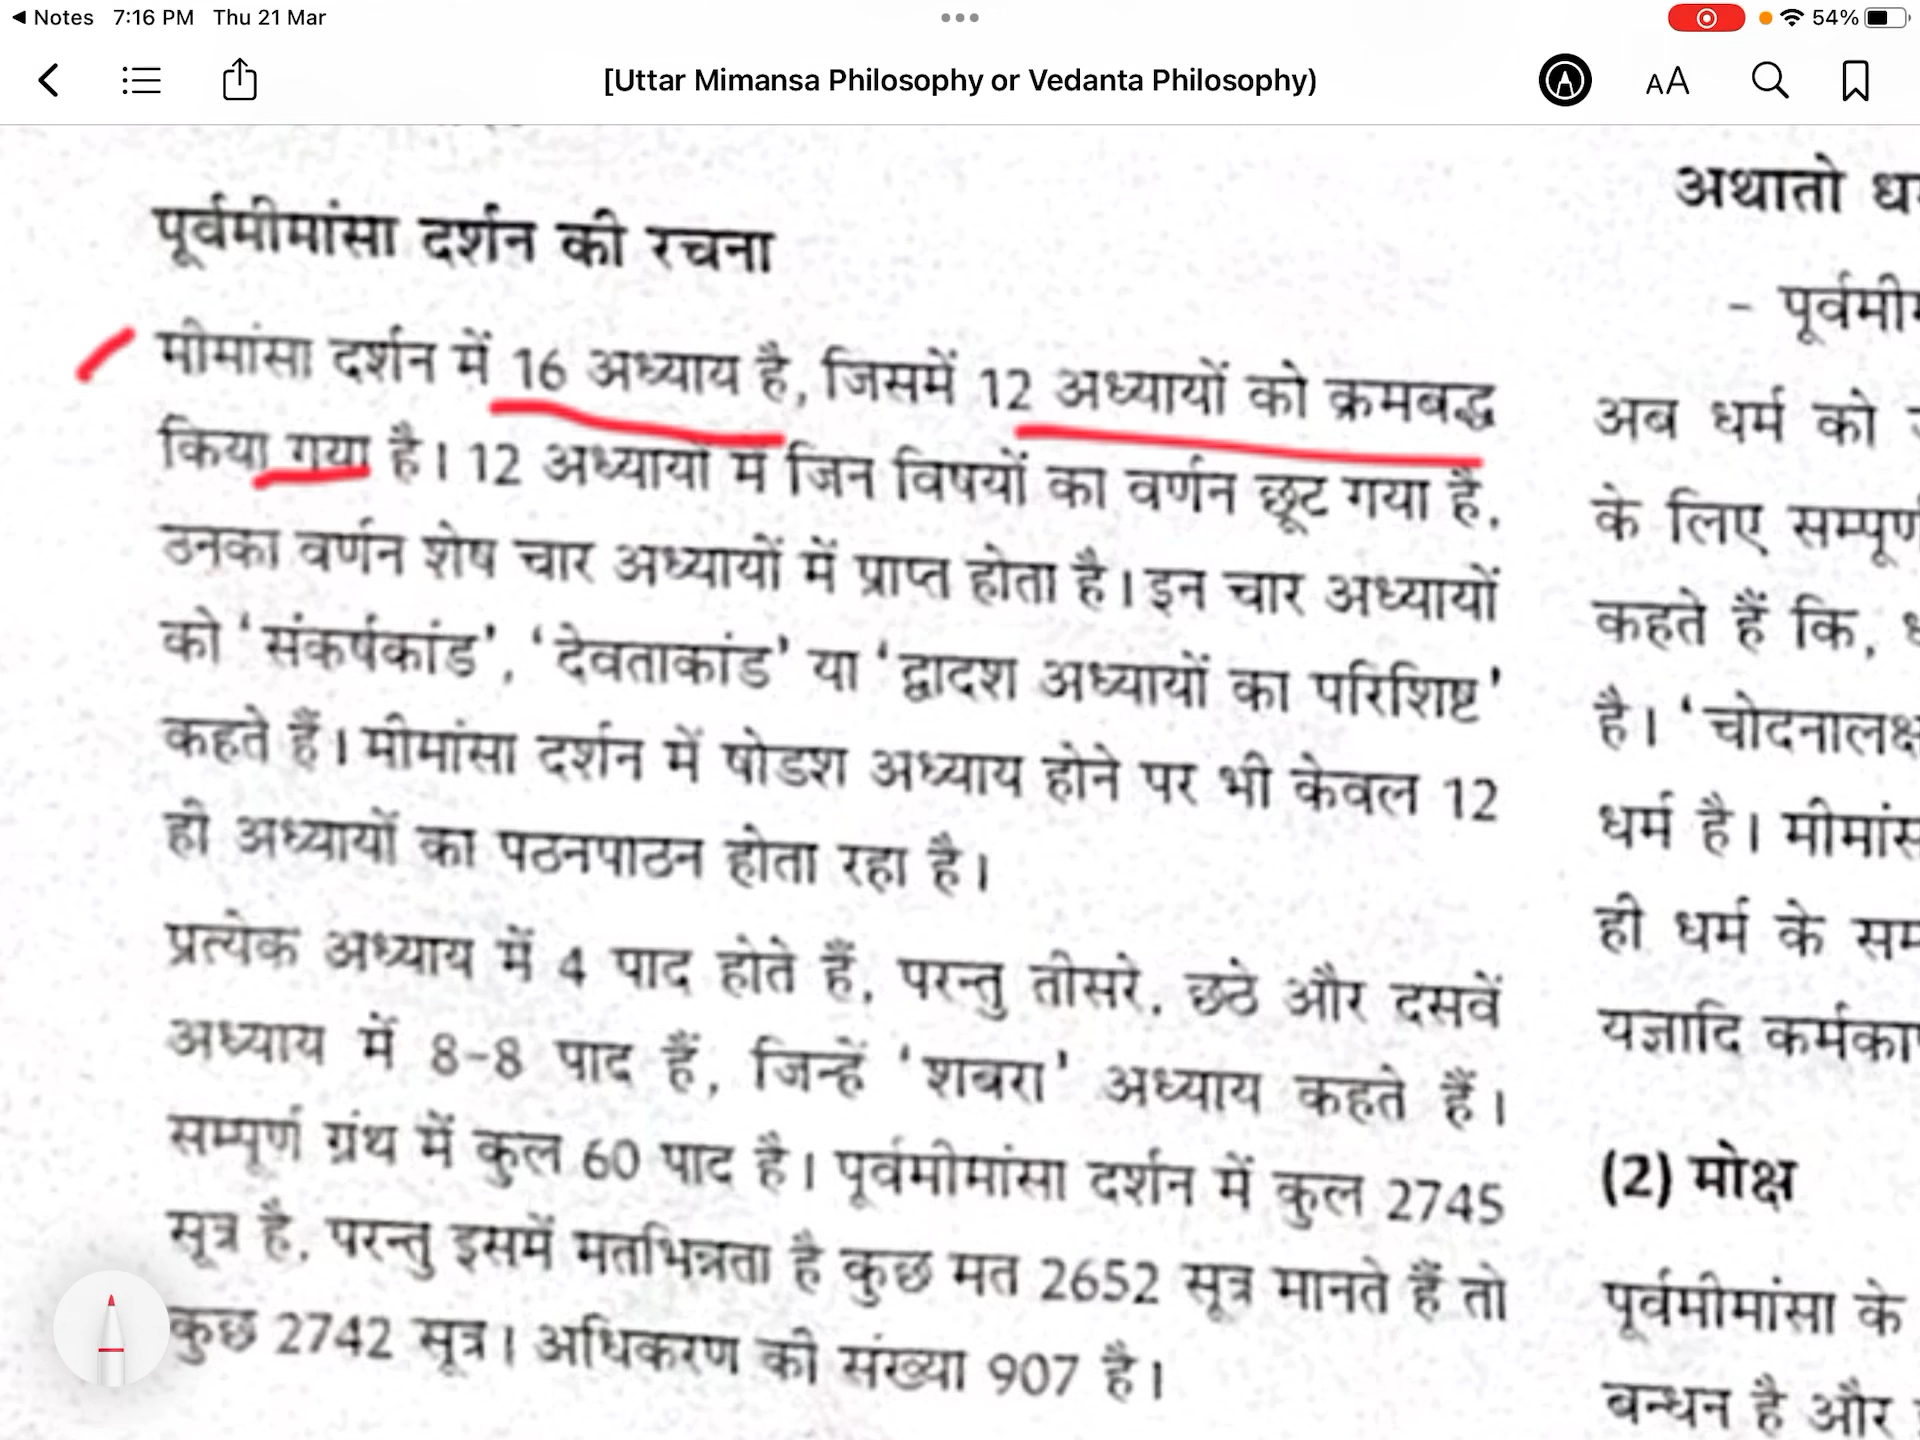 Notes 7:16 PM Thu 21 Mar
54%
[Uttar Mimansa Philosophy or Vedanta Philosophy)
AA
पूर्वमीमांसा दर्शन की रचना
मीमांसा दर्शन में 16 अध्याय है, जिसमें 12 अध्यायों को क्रमबद्ध
किया गया है। 12 अध्यायों में जिन विषयों का वर्णन छूट गया है,
उनका वर्णन शेष चार अध्यायों में प्राप्त होता है। इन चार अध्यायों
को 'संकर्षकांड', 'देवताकांड' या 'द्वादश अध्यायों का परिशिष्ट'
कहते हैं। मीमांसा दर्शन में षोडश अध्याय होने पर भी केवल 12
ही अध्यायों का पठनपाठन होता रहा है।
प्रत्येक अध्याय में 4 पाद होते हैं, परन्तु तीसरे, छठे और दसवें
अध्याय में 8-8 पाद हैं, जिन्हें 'शबरा' अध्याय कहते हैं।
सम्पूर्ण ग्रंथ में कुल 60 पाद है। पूर्वमीमांसा दर्शन में कुल 2745
सूत्र है, परन्तु इसमें मतभिन्नता है कुछ मत 2652 सूत्र मानते हैं तो
कुछ 2742 सूत्र। अधिकरण की संख्या 907 है।
अथातो
- 
अब धर्म को
के लिए
कहते हैं कि,
है।
धर्म है।
ही धर्म के
यज्ञादि
(2) मोक्ष
पूर्वमीमांसा के
बन्धन है और